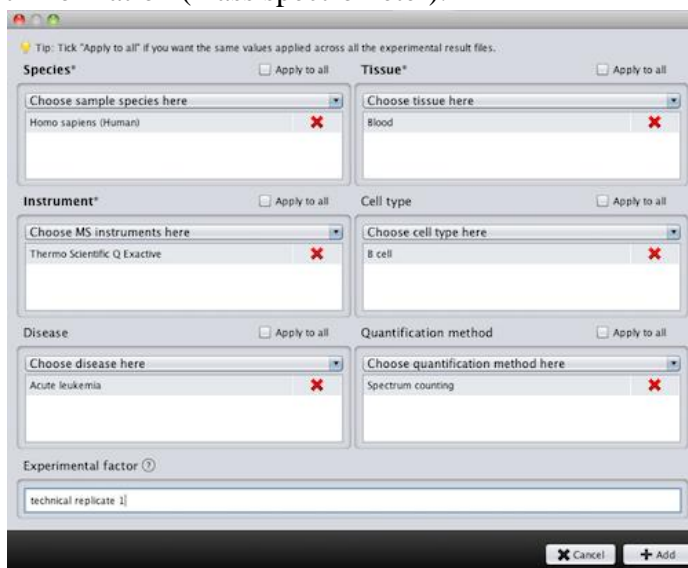 Tip: Tick "Apply to all" if you want the same values applied across all the experimental result files.
Species* Apply to all Tissue* Apply to all
Choose sample species here Choose tissue here
Homo sapiens (Human) Blood
Instrument* Apply to all Cell type Apply to all
Choose MS instruments here Choose cell type here
Thermo Scientific Q Exactive B cell
Disease Apply to all Quantification method Apply to all
Choose disease here Choose quantification method here
Acute leukemia Spectrum counting
Experimental factor ?
technical replicate 1
Cancel Add